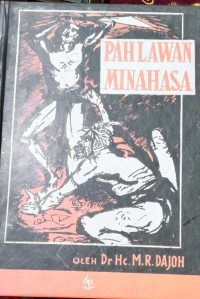 PAHLAWAN
MINAHASA
OLEH Dr Hc. M.R. DAJOH